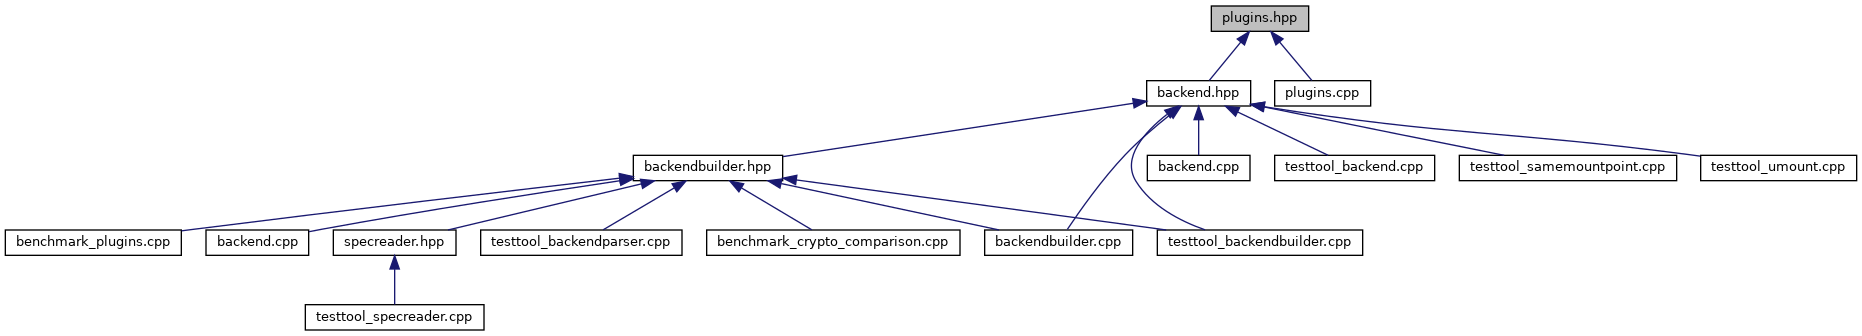 plugins.hpp
backend.hpp
plugins.cpp
backendbuilder.hpp
backend.cpp
testtool_backend.cpp
testtool_samemountpoint.cpp
testtool_umount.cpp
benchmark_plugins.cpp
backend.cpp
specreader.hpp
testtool_backendparser.cpp
benchmark_crypto_comparison.cpp
backendbuilder.cpp
testtool_backendbuilder.cpp
testtool_specreader.cpp